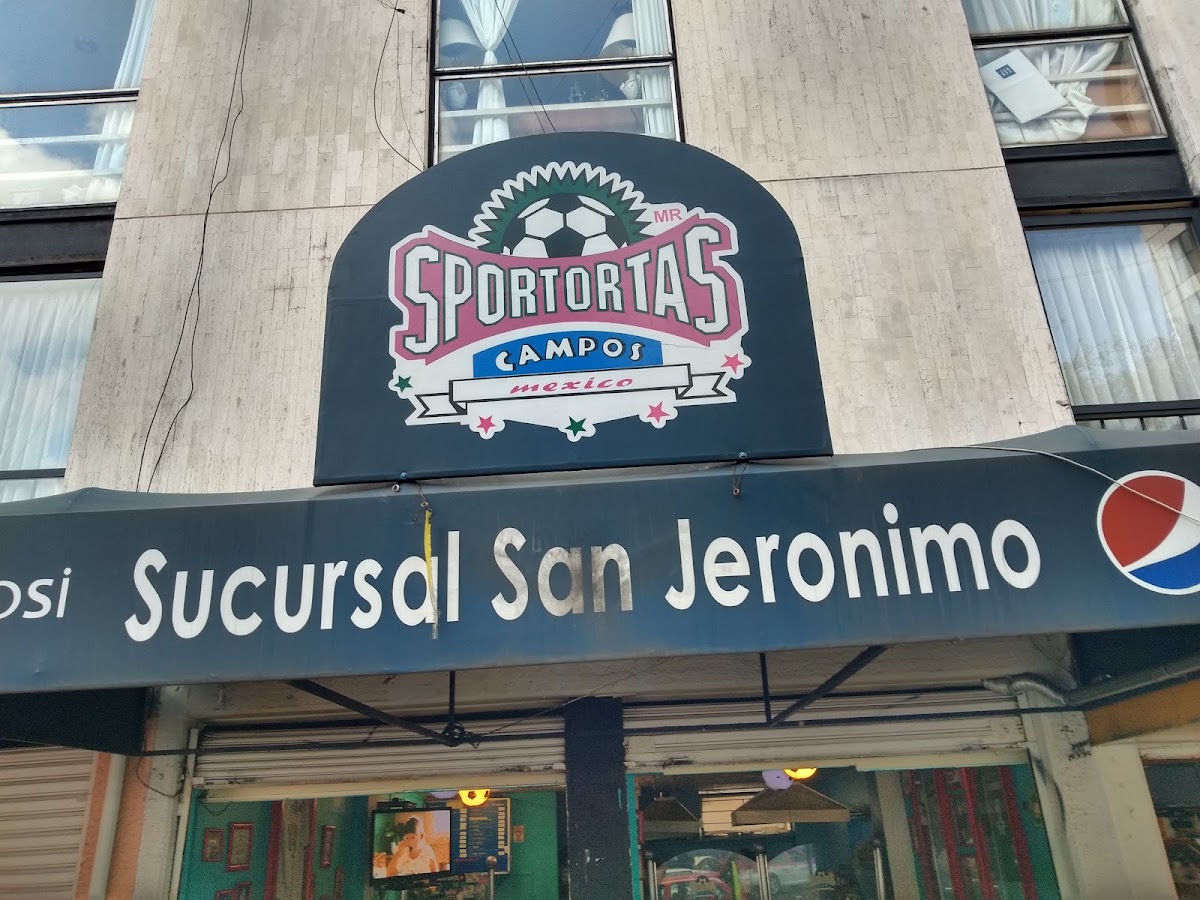 MR
SPORTORTAS
CAMPOS
mexico
osi
Sucursal San Jeronimo